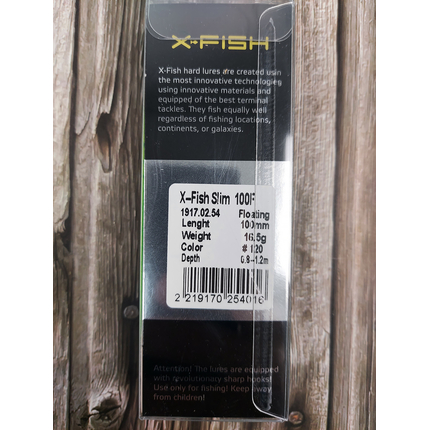 X-FISH
X-Fish hard lures are created usin
the most innovative technologies
using innovative materials and
equipped of the best terminal
tackles. They fish equally well
regardless of fishing locations,
continents, or galaxies.
X-Fish Slim 100F
1917.02.54 Floating
Lenght 100mm
Weight 16,5g
Color # 120
Depth 0.8-1.2m
2 219170 254016
Attention! The lures are equipped
with revolutionary sharp hooks!
Use only for fishing! Keep away
from children!